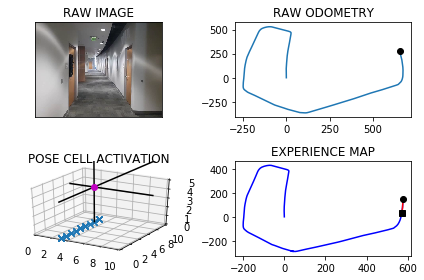 RAW IMAGE
RAW ODOMETRY
500
250
0
−250
−250 0 250 500
POSE CELL ACTIVATION
5
4
3
2
1
0
0 2 4 6 8 10
0 2 4 6 8 10
EXPERIENCE MAP
400
200
0
−200
−200 0 200 400 600